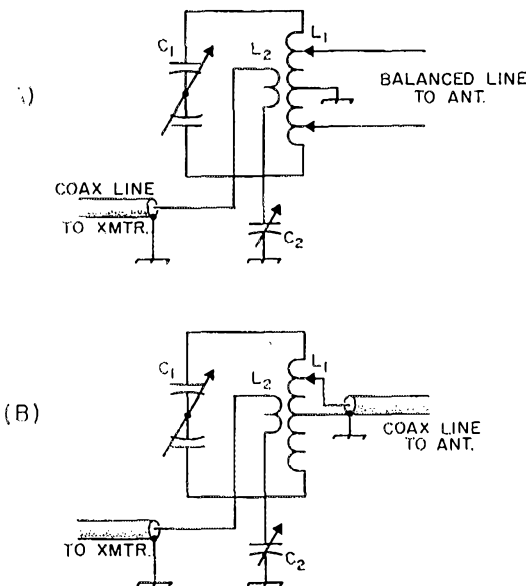 C1
L2
L1
BALANCED LINE
TO ANT.
COAX LINE
TO XMTR.
C2
(B)
C1
L2
L1
COAX LINE
TO ANT.
TO XMTR.
C2